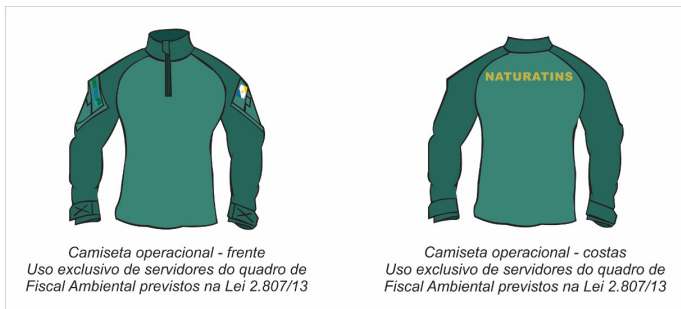 NATURATINS
Camiseta operacional - frente
Uso exclusivo de servidores do quadro de
Fiscal Ambiental previstos na Lei 2.807/13
Camiseta operacional - costas
Uso exclusivo de servidores do quadro de
Fiscal Ambiental previstos na Lei 2.807/13